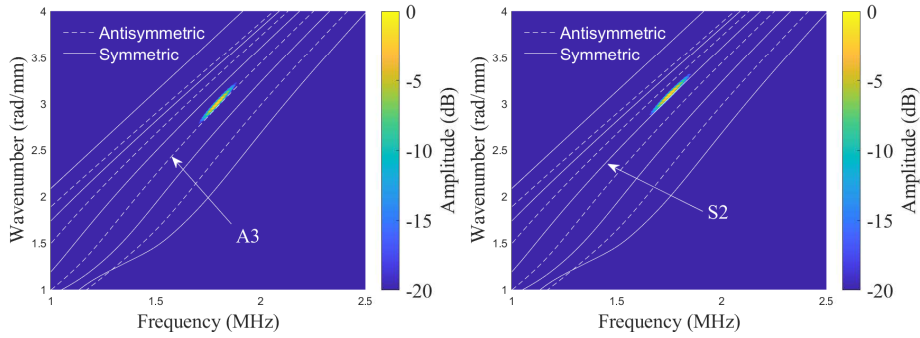 4
3.5
3
2.5
2
1.5
1
1
1.5
2
2.5
Wavenumber (rad/mm)
Frequency (MHz)
Antisymmetric
Symmetric
A3
0
-5
-10
-15
-20
Amplitude (dB)
4
3.5
3
2.5
2
1.5
1
1
1.5
2
2.5
Wavenumber (rad/mm)
Frequency (MHz)
Antisymmetric
Symmetric
S2
0
-5
-10
-15
-20
Amplitude (dB)